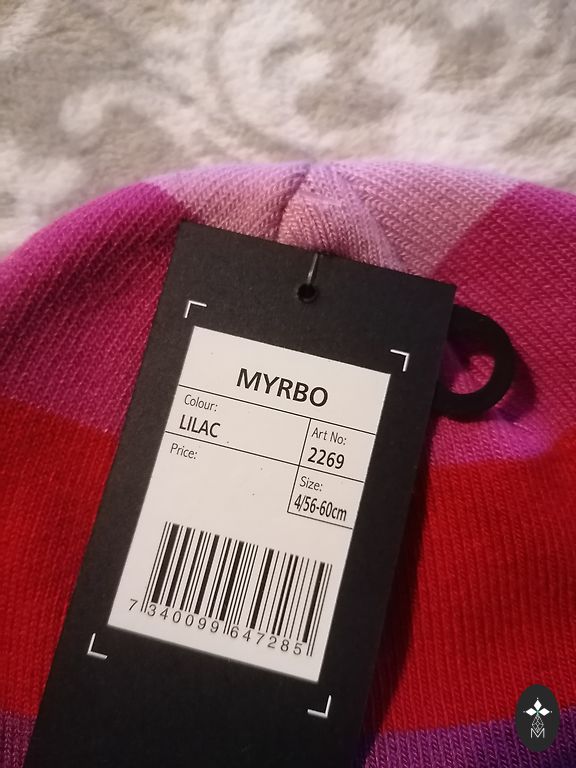 MYRBO
Colour:
LILAC
Art No:
2269
Price:
Size:
4/56-60cm
7 340099 647285
M